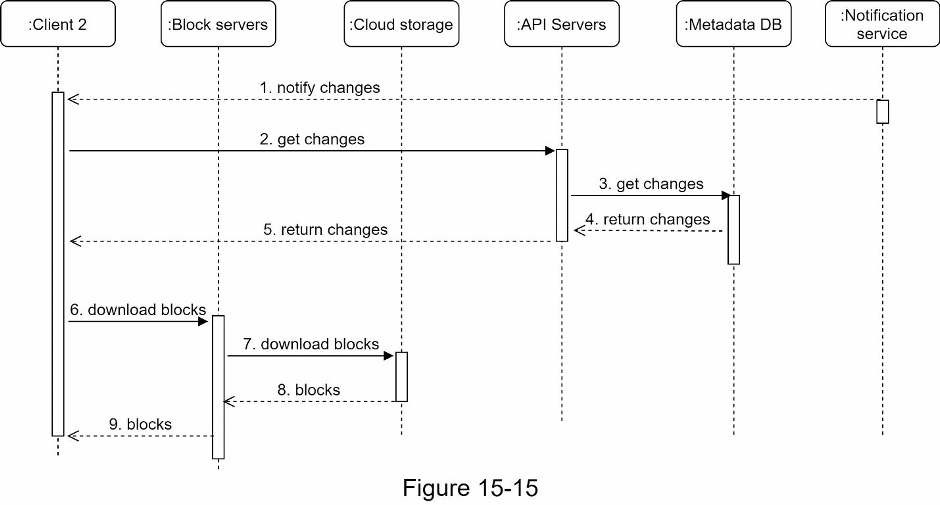 :Client 2
:Block servers
:Cloud storage
:API Servers
:Metadata DB
:Notification
service
1. notify changes
2. get changes
3. get changes
4. return changes
5. return changes
6. download blocks
7. download blocks
8. blocks
9. blocks
Figure 15-15